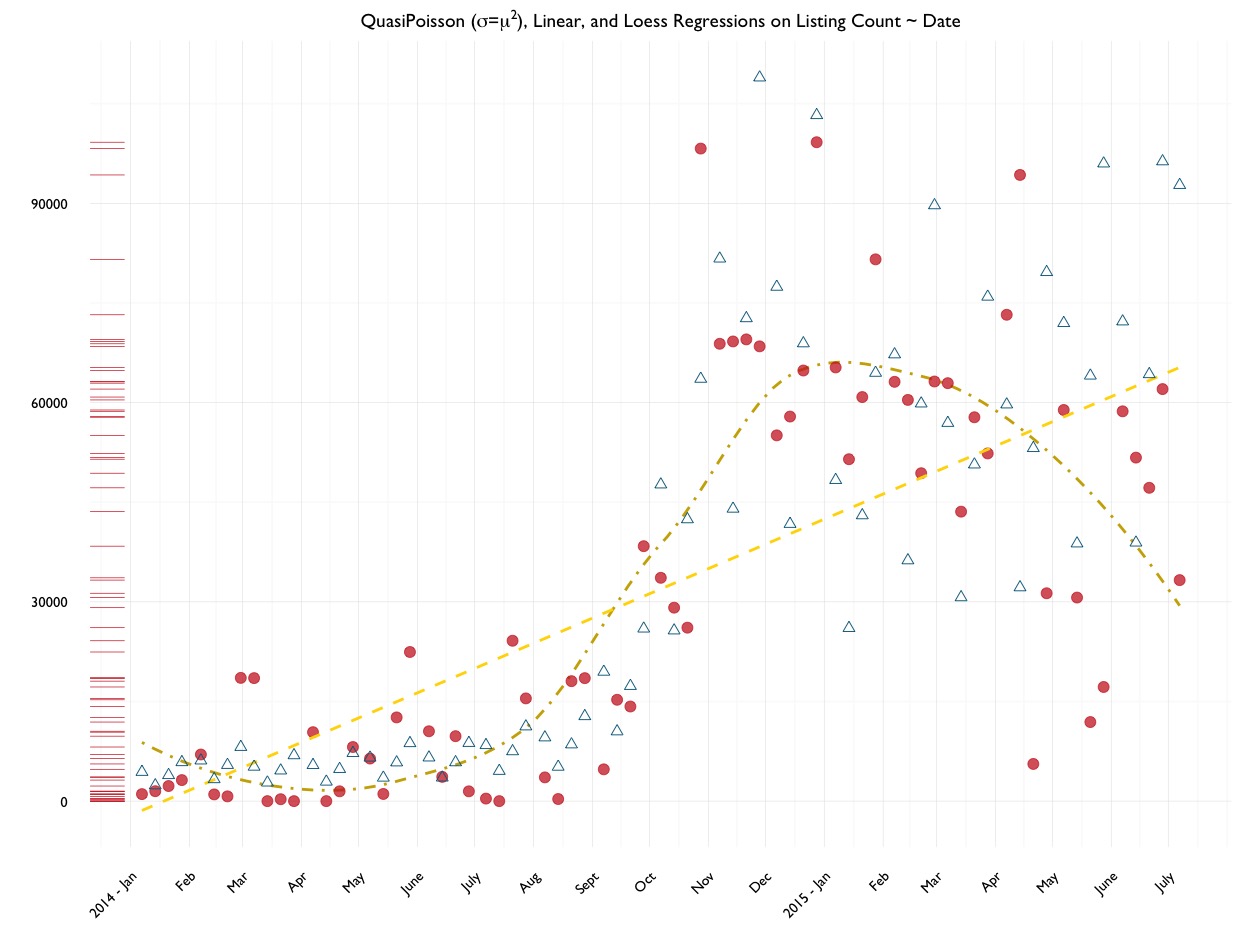 QuasiPoisson (σ=μ²), Linear, and Loess Regressions on Listing Count ~ Date
90000
60000
30000
0
2014 - Jan
Feb
Mar
Apr
May
June
July
Aug
Sept
Oct
Nov
Dec
2015 - Jan
Feb
Mar
Apr
May
June
July